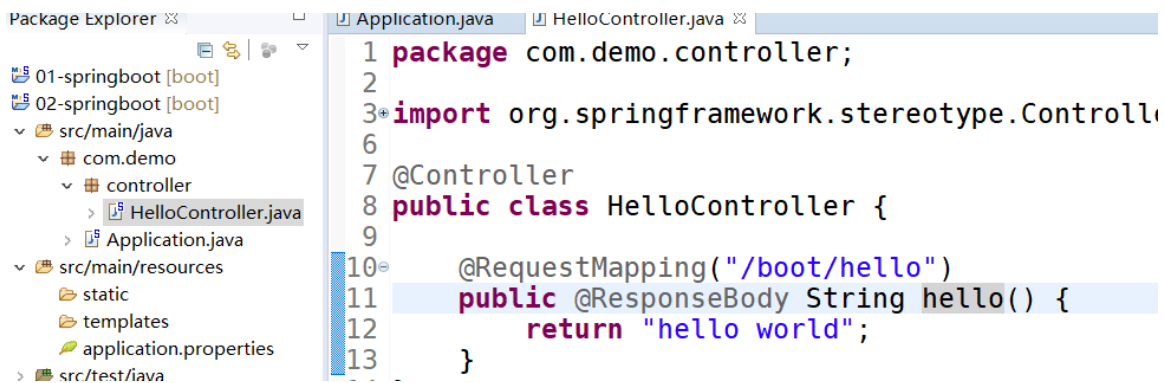 Package Explorer
01-springboot [boot]
02-springboot [boot]
src/main/java
com.demo
controller
HelloController.java
Application.java
src/main/resources
static
templates
application.properties
src/test/java
Application.java
HelloController.java
1 package com.demo.controller;
2
3 import org.springframework.stereotype.Controlle
6
7 @Controller
8 public class HelloController {
9
10 @RequestMapping("/boot/hello")
11 public @ResponseBody String hello() {
12 return "hello world";
13 }